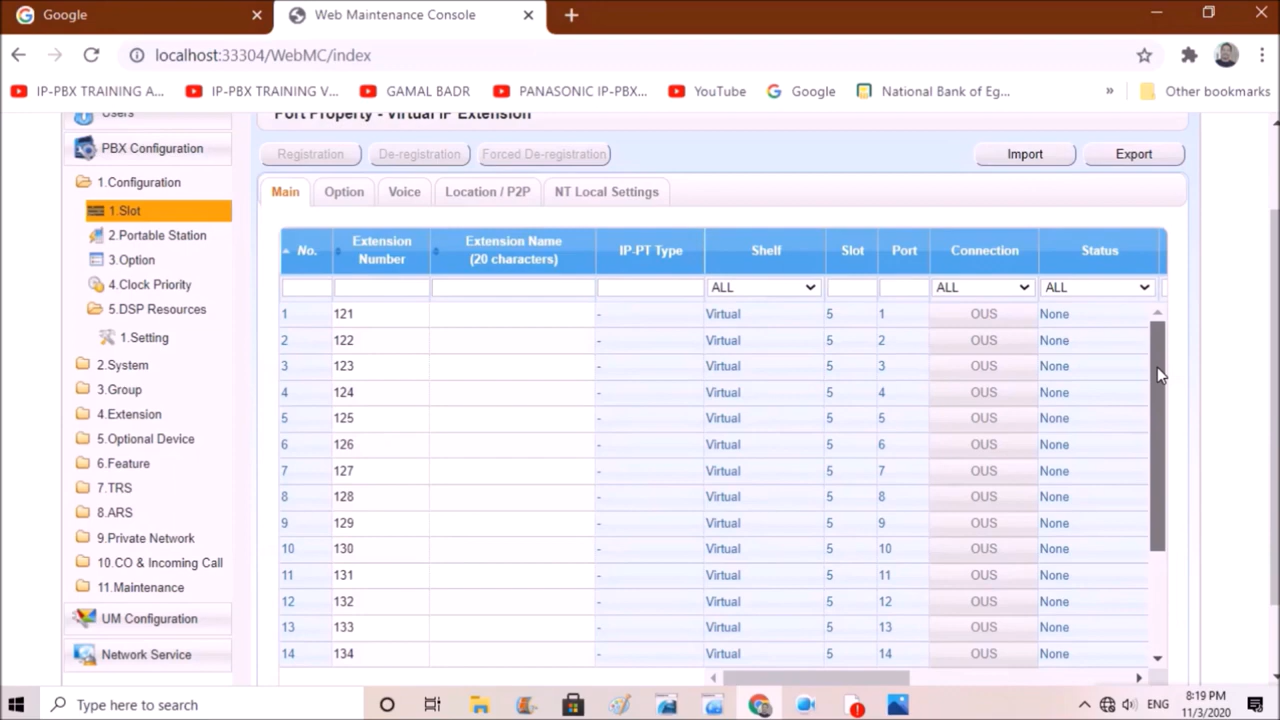 Google
Web Maintenance Console
localhost:33304/WebMC/index
IP-PBX TRAINING A... IP-PBX TRAINING V... GAMAL BADR PANASONIC IP-PBX... YouTube Google National Bank of Eg... » Other bookmarks
Users
Port Property - Virtual IP Extension
PBX Configuration
Registration De-registration Forced De-registration Import Export
1.Configuration
1.Slot
2.Portable Station
3.Option
4.Clock Priority
5.DSP Resources
1.Setting
2.System
3.Group
4.Extension
5.Optional Device
6.Feature
7.TRS
8.ARS
9.Private Network
10.CO & Incoming Call
11.Maintenance
UM Configuration
Network Service
Main Option Voice Location / P2P NT Local Settings
No. Extension Number Extension Name (20 characters) IP-PT Type Shelf Slot Port Connection Status
ALL ALL ALL
1 121 - Virtual 5 1 OUS None
2 122 - Virtual 5 2 OUS None
3 123 - Virtual 5 3 OUS None
4 124 - Virtual 5 4 OUS None
5 125 - Virtual 5 5 OUS None
6 126 - Virtual 5 6 OUS None
7 127 - Virtual 5 7 OUS None
8 128 - Virtual 5 8 OUS None
9 129 - Virtual 5 9 OUS None
10 130 - Virtual 5 10 OUS None
11 131 - Virtual 5 11 OUS None
12 132 - Virtual 5 12 OUS None
13 133 - Virtual 5 13 OUS None
14 134 - Virtual 5 14 OUS None
Type here to search
ENG
8:19 PM
11/3/2020